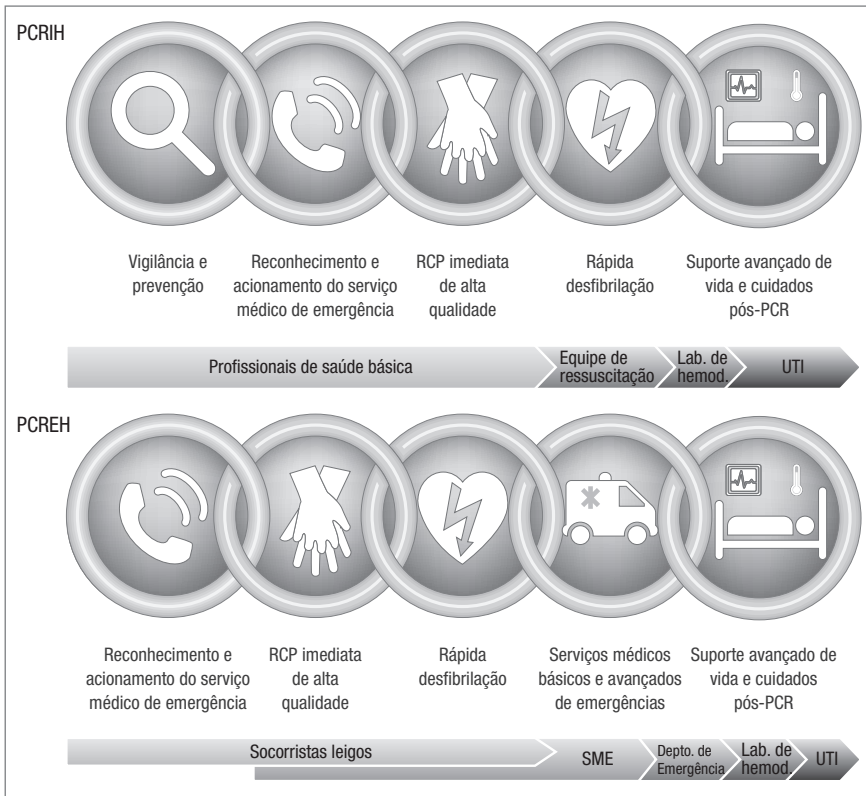 PCRIH
Vigilância e
prevenção
Reconhecimento e
acionamento do serviço
médico de emergência
RCP imediata
de alta
qualidade
Rápida
desfibrilação
Suporte avançado de
vida e cuidados
pós-PCR
Profissionais de saúde básica
Equipe de
ressuscitação
Lab. de
hemod.
UTI
PCREH
Reconhecimento e
acionamento do serviço
médico de emergência
RCP imediata
de alta
qualidade
Rápida
desfibrilação
Serviços médicos
básicos e avançados
de emergências
Suporte avançado de
vida e cuidados
pós-PCR
Socorristas leigos
SME
Depto. de
Emergência
Lab. de
hemod.
UTI